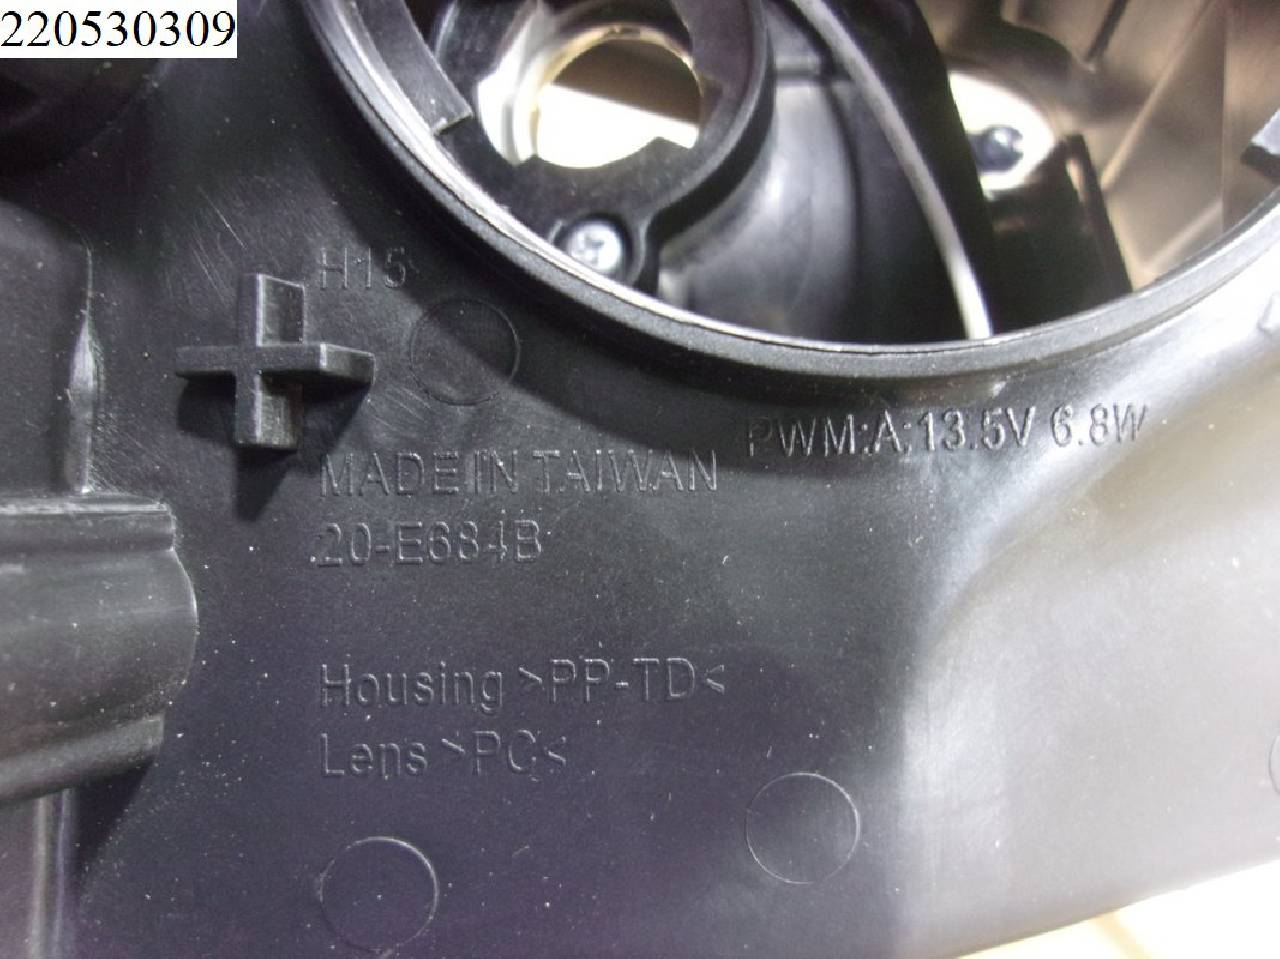 220530309
H15
PWM:A:13.5V 6.8W
MADE IN TAIWAN
20-E684B
Housing >PP-TD<
Lens >PC<